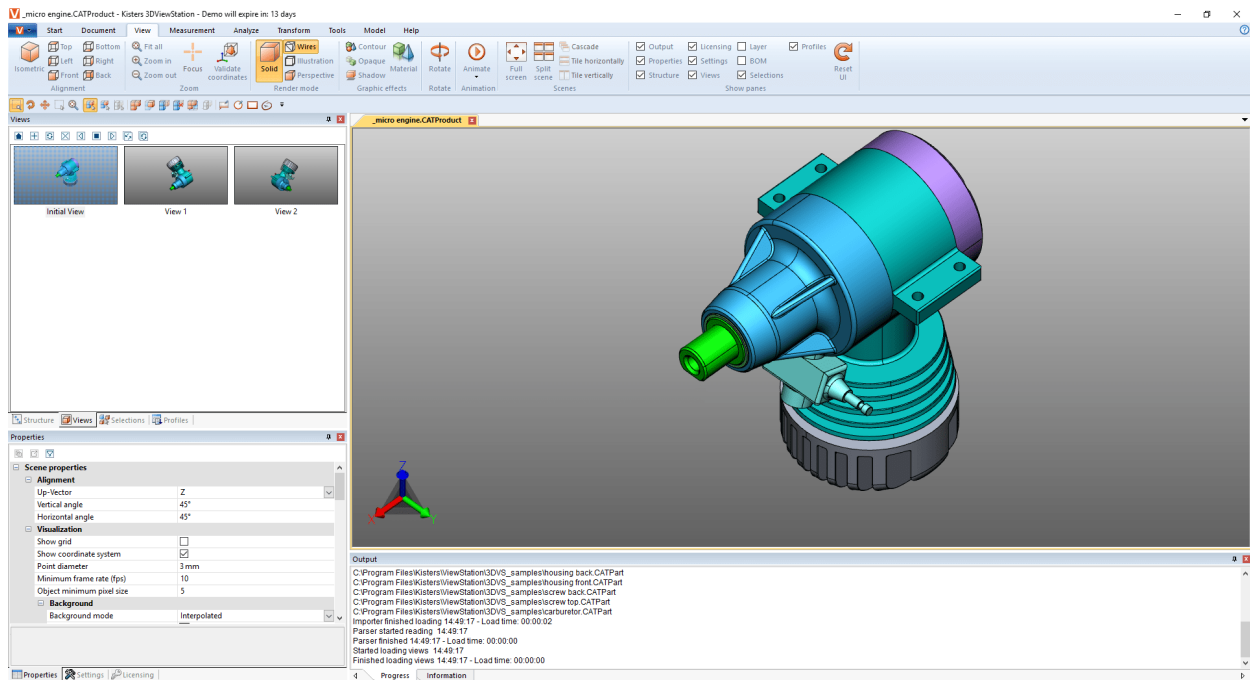 _micro engine.CATProduct - Kisters 3DViewStation - Demo will expire in: 13 days
V Start Document View Measurement Analyze Transform Tools Model Help
Isometric
Top Bottom
Left Right
Front Back
Alignment
Fit all
Zoom in
Zoom out
Focus
Validate coordinates
Zoom
Solid
Wires
Illustration
Perspective
Render mode
Contour
Opaque
Shadow
Material
Graphic effects
Rotate
Rotate
Animate
Animation
Full screen
Split scene
Cascade
Tile horizontally
Tile vertically
Scenes
Output Licensing Layer Profiles
Properties Settings BOM
Structure Views Selections
Show panes
Reset UI
Views
Initial View View 1 View 2
Structure Views Selections Profiles
_micro engine.CATProduct
Z
X
Y
Properties
Scene properties
Alignment
Up-Vector Z
Vertical angle 45°
Horizontal angle 45°
Visualization
Show grid
Show coordinate system
Point diameter 3 mm
Minimum frame rate (fps) 10
Object minimum pixel size 5
Background
Background mode Interpolated
Properties Settings Licensing
Output
C:\Program Files\Kisters\ViewStation\3DVS_samples\housing back.CATPart
C:\Program Files\Kisters\ViewStation\3DVS_samples\housing front.CATPart
C:\Program Files\Kisters\ViewStation\3DVS_samples\screw back.CATPart
C:\Program Files\Kisters\ViewStation\3DVS_samples\screw top.CATPart
C:\Program Files\Kisters\ViewStation\3DVS_samples\carburetor.CATPart
Importer finished loading 14:49:17 - Load time: 00:00:02
Parser started reading 14:49:17
Parser finished 14:49:17 - Load time: 00:00:00
Started loading views 14:49:17
Finished loading views 14:49:17 - Load time: 00:00:00
Progress Information